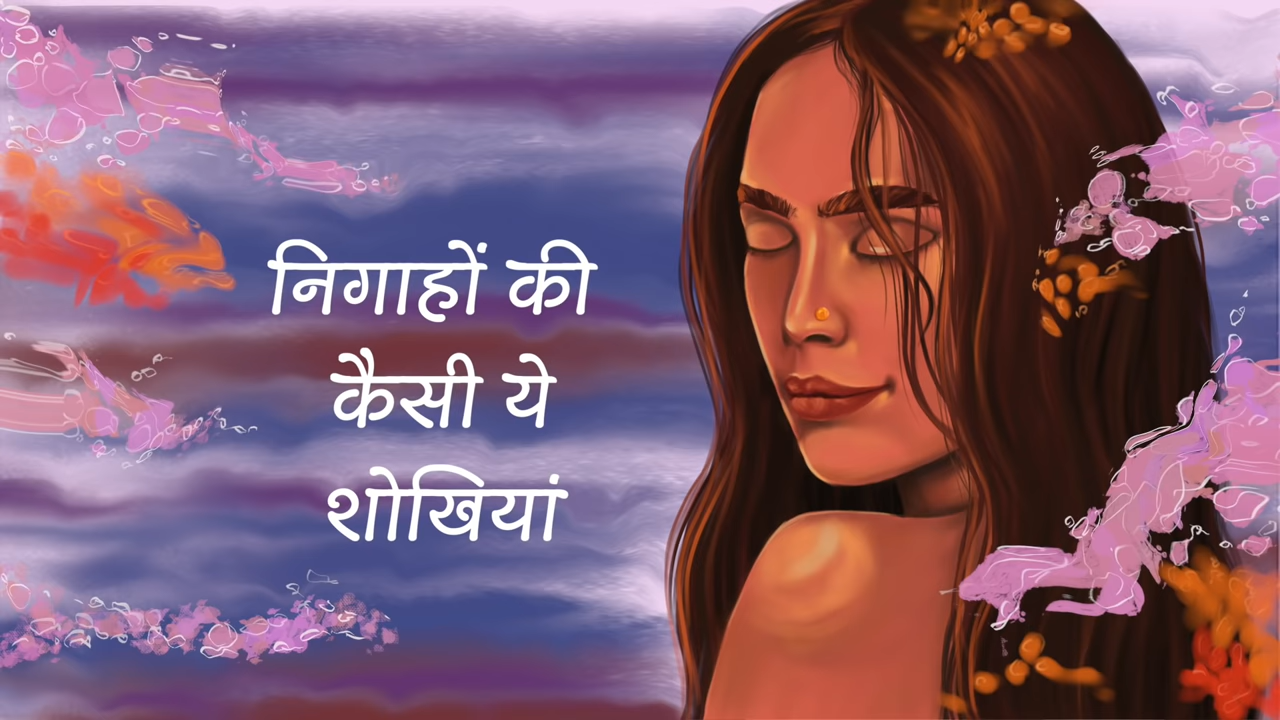 निगाहों की
कैसी ये
शोखियां